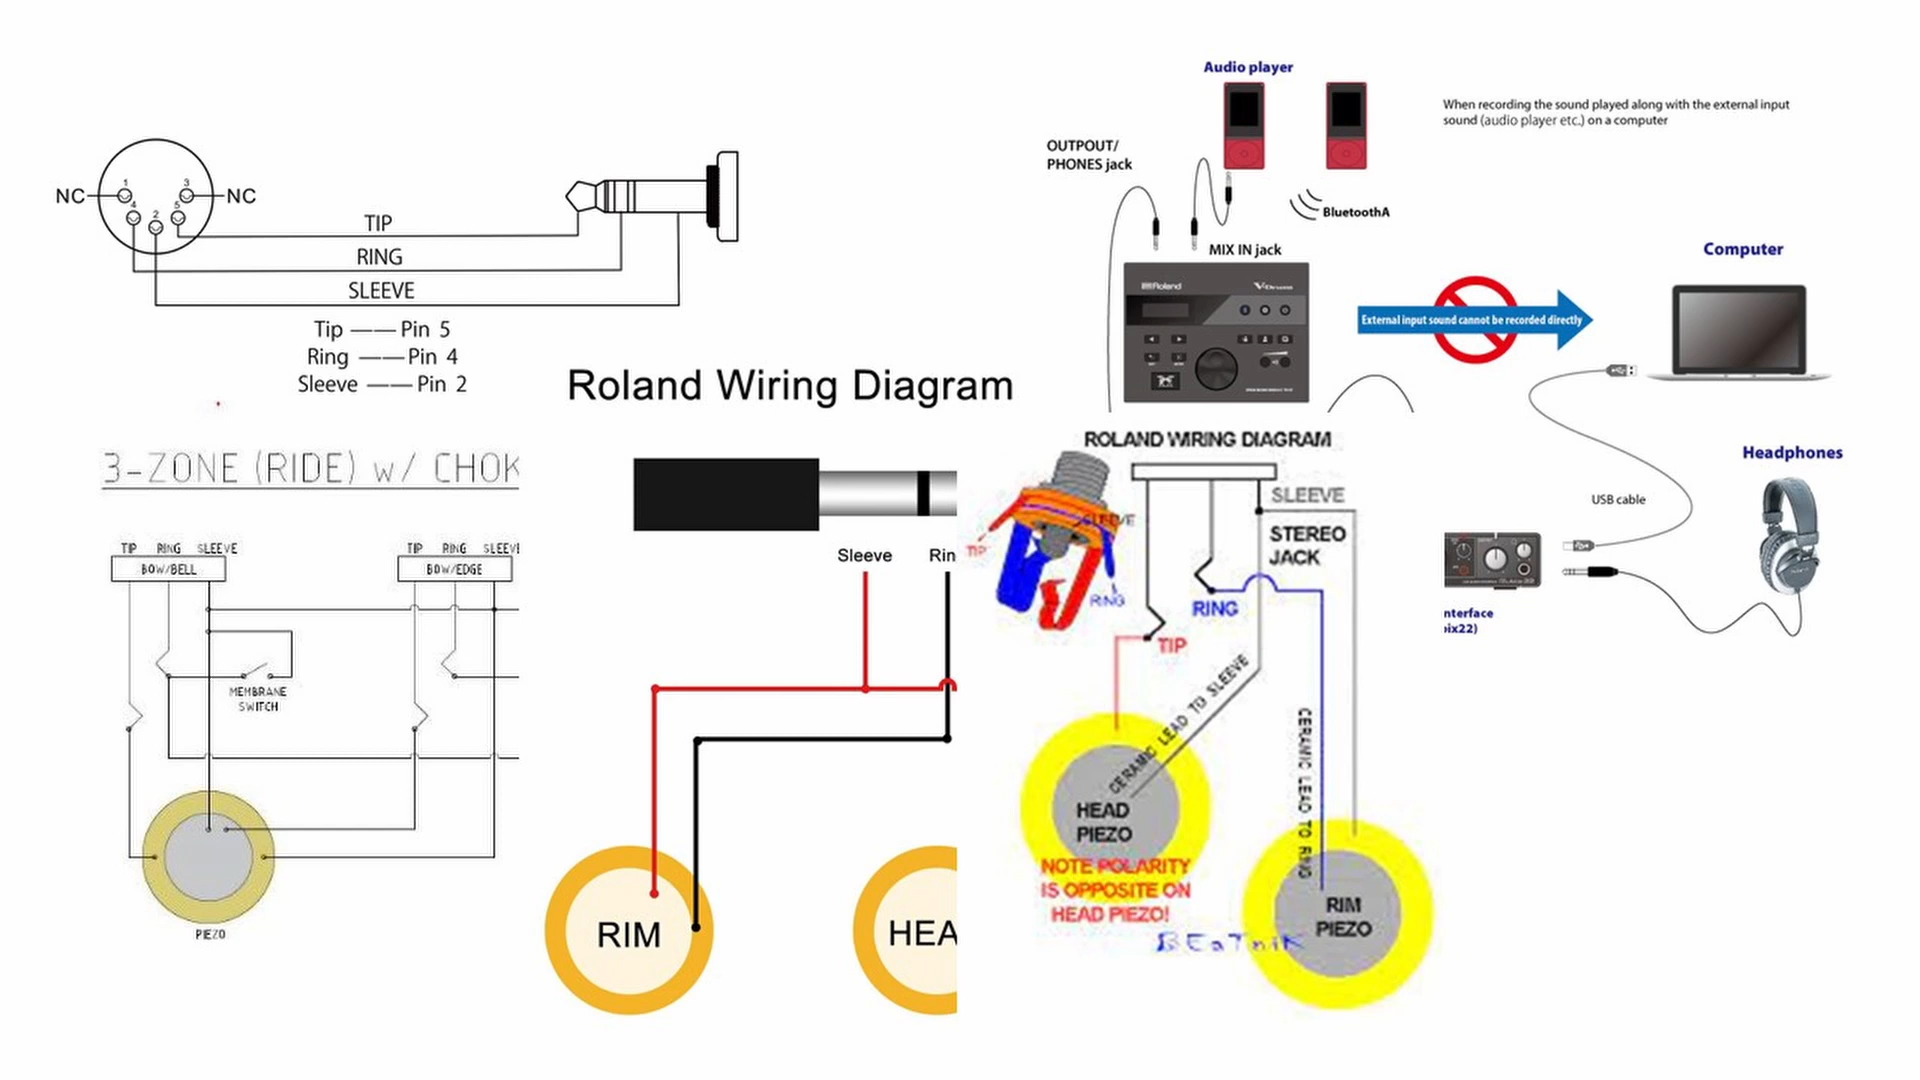 1
3
NC
NC
4
2
5
TIP
RING
SLEEVE
Tip —— Pin 5
Ring —— Pin 4
Sleeve —— Pin 2
Audio player
When recording the sound played along with the external input
sound (audio player etc.) on a computer
OUTPOUT/
PHONES jack
BluetoothA
MIX IN jack
Computer
Roland
V-Drums
External input sound cannot be recorded directly
Headphones
USB cable
nterface
pix22)
Roland Wiring Diagram
Sleeve
Rin
RIM
HEA
3-ZONE (RIDE) w/ CHOK
TIP RING SLEEVE
BOW/BELL
TIP RING SLEEV
BOW/EDGE
MEMBRANE
SWITCH
PIEZO
ROLAND WIRING DIAGRAM
SLEEVE
STEREO
JACK
SLEEVE
TIP
RING
RING
TIP
CERAMIC LEAD TO SLEEVE
CERAMIC LEAD TO RING
HEAD
PIEZO
NOTE POLARITY
IS OPPOSITE ON
HEAD PIEZO!
RIM
PIEZO
BEaTniK